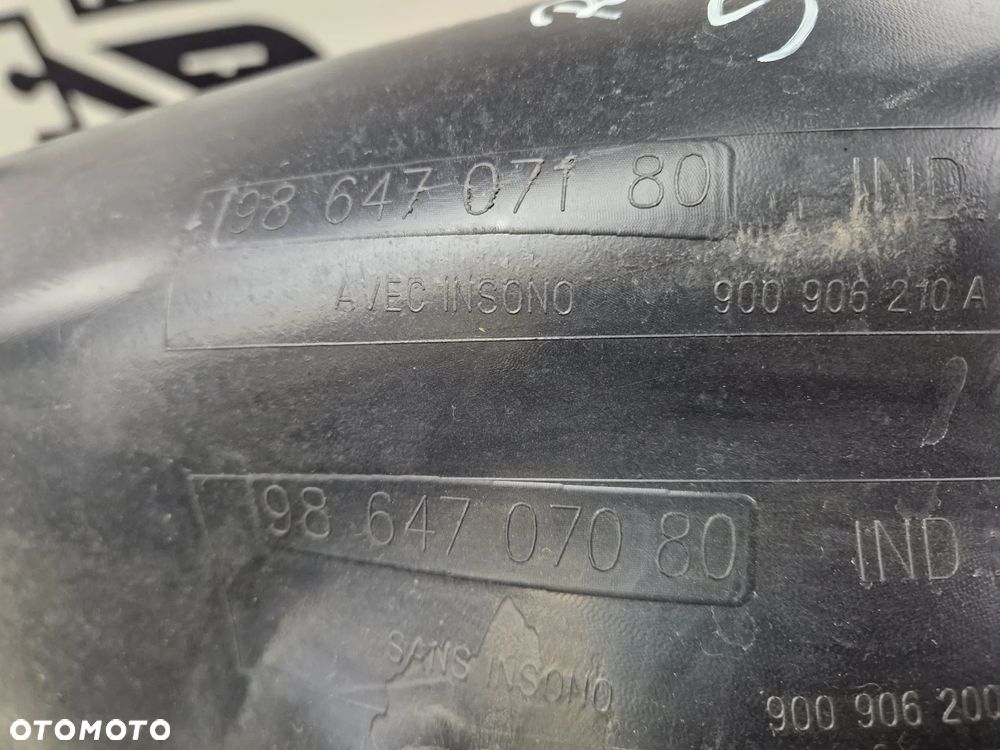 98 647 071 80 IND.
AVEC INSONO 900 906 210 A
98 647 070 80 IND
SANS INSONO
900 906 200
OTOMOTO